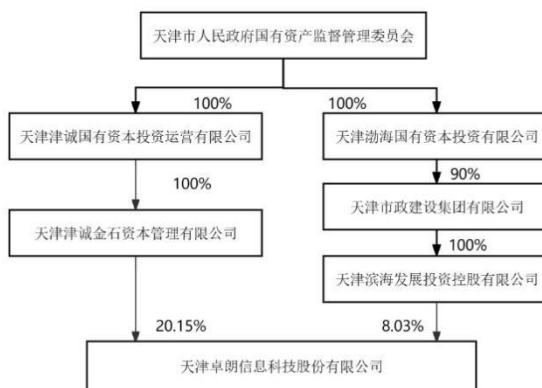 天津市人民政府国有资产监督管理委员会
100%
100%
天津津诚国有资本投资运营有限公司
天津渤海国有资本投资有限公司
100%
90%
天津市政建设集团有限公司
天津津诚金石资本管理有限公司
100%
天津滨海发展投资控股有限公司
20.15%
8.03%
天津卓朗信息科技股份有限公司